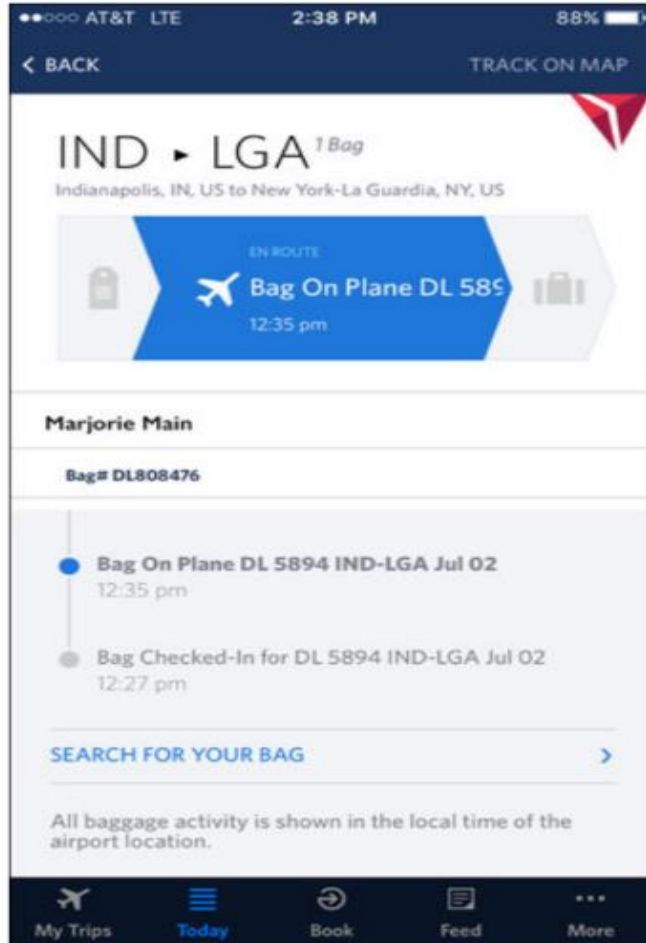 AT&T LTE 2:38 PM 88%
BACK TRACK ON MAP
IND ► LGA 1 Bag
Indianapolis, IN, US to New York-La Guardia, NY, US
EN ROUTE
Bag On Plane DL 589
12:35 pm
Marjorie Main
Bag# DL808476
Bag On Plane DL 5894 IND-LGA Jul 02
12:35 pm
Bag Checked-In for DL 5894 IND-LGA Jul 02
12:27 pm
SEARCH FOR YOUR BAG
All baggage activity is shown in the local time of the
airport location.
My Trips Today Book Feed More